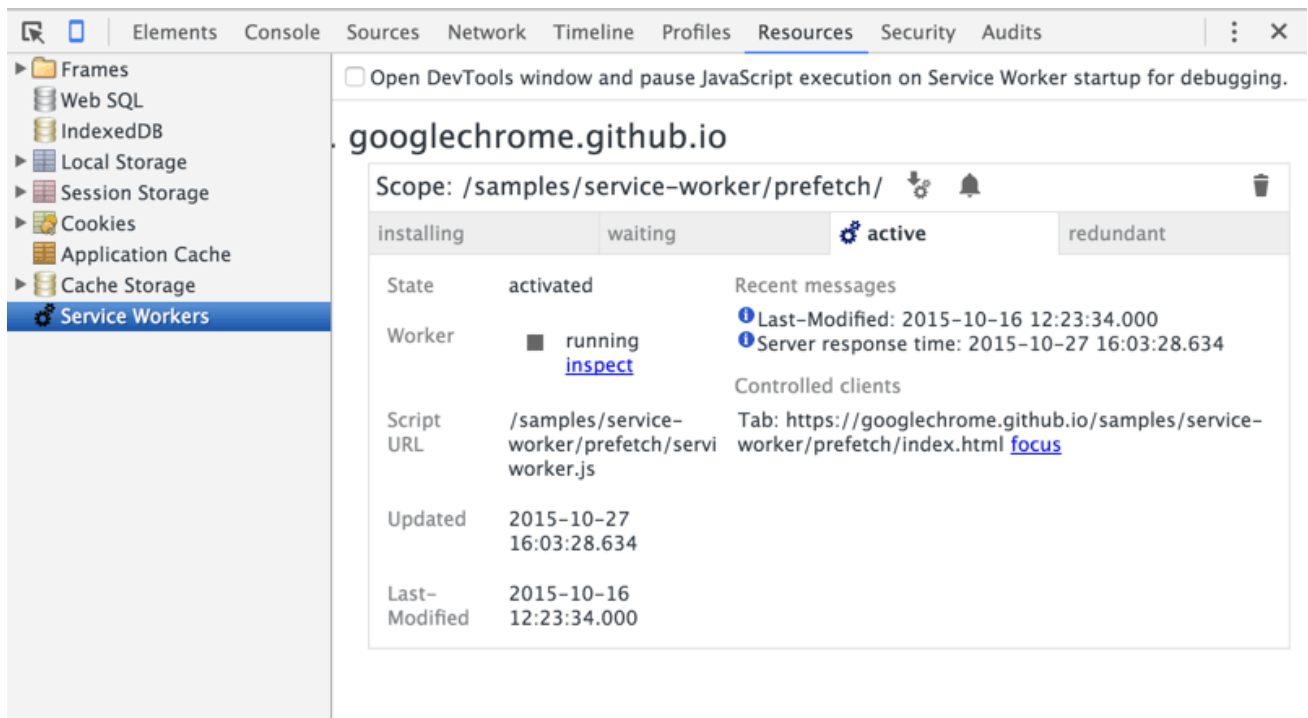 Elements Console Sources Network Timeline Profiles Resources Security Audits
Frames
Web SQL
IndexedDB
Local Storage
Session Storage
Cookies
Application Cache
Cache Storage
Service Workers
Open DevTools window and pause JavaScript execution on Service Worker startup for debugging.
googlechrome.github.io
Scope: /samples/service-worker/prefetch/
installing waiting active redundant
State activated
Worker running
inspect
Script URL
/samples/service-
worker/prefetch/servi
worker.js
Updated
2015-10-27
16:03:28.634
Last-
Modified
2015-10-16
12:23:34.000
Recent messages
Last-Modified: 2015-10-16 12:23:34.000
Server response time: 2015-10-27 16:03:28.634
Controlled clients
Tab: https://googlechrome.github.io/samples/service-
worker/prefetch/index.html focus